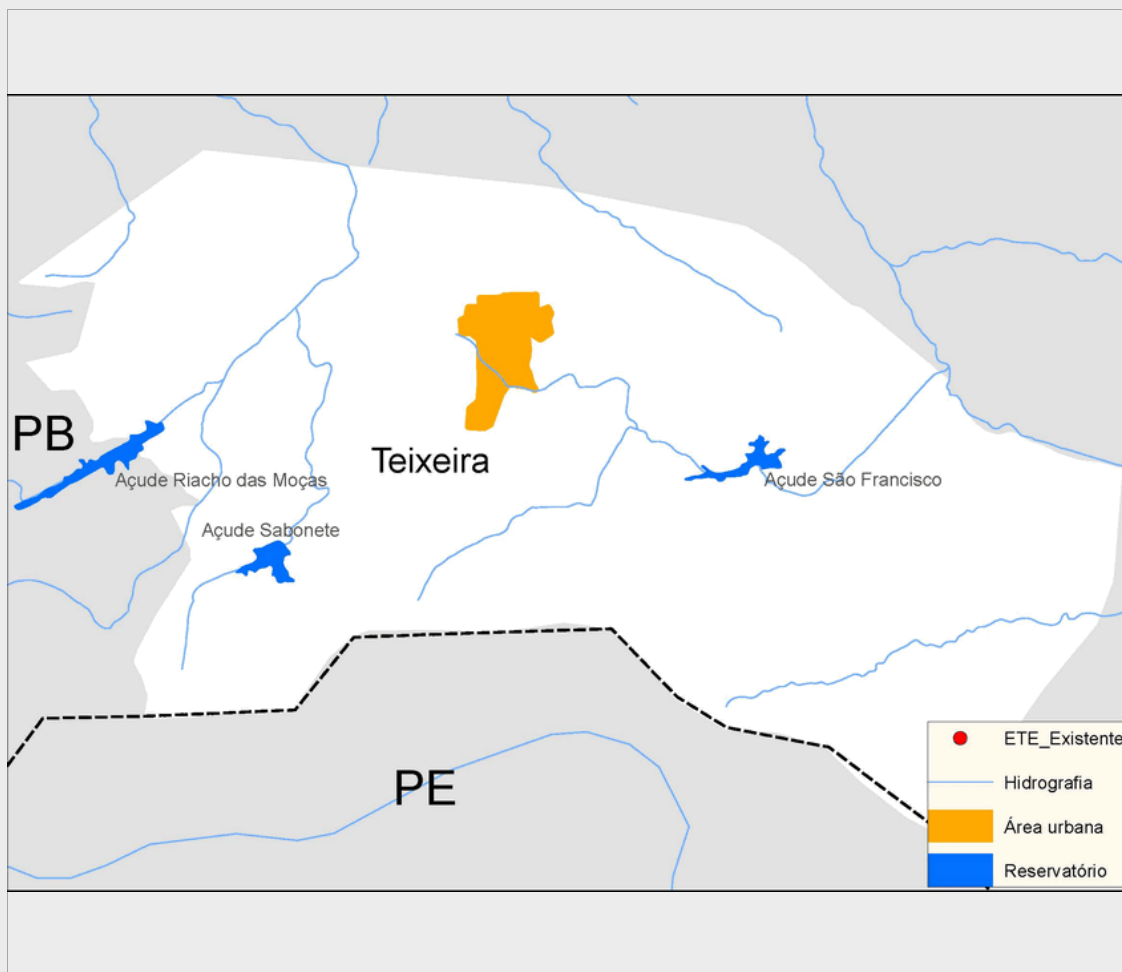 PB
Teixeira
Açude Riacho das Moças
Açude São Francisco
Açude Sabonete
PE
ETE_Existente
Hidrografia
Área urbana
Reservatório